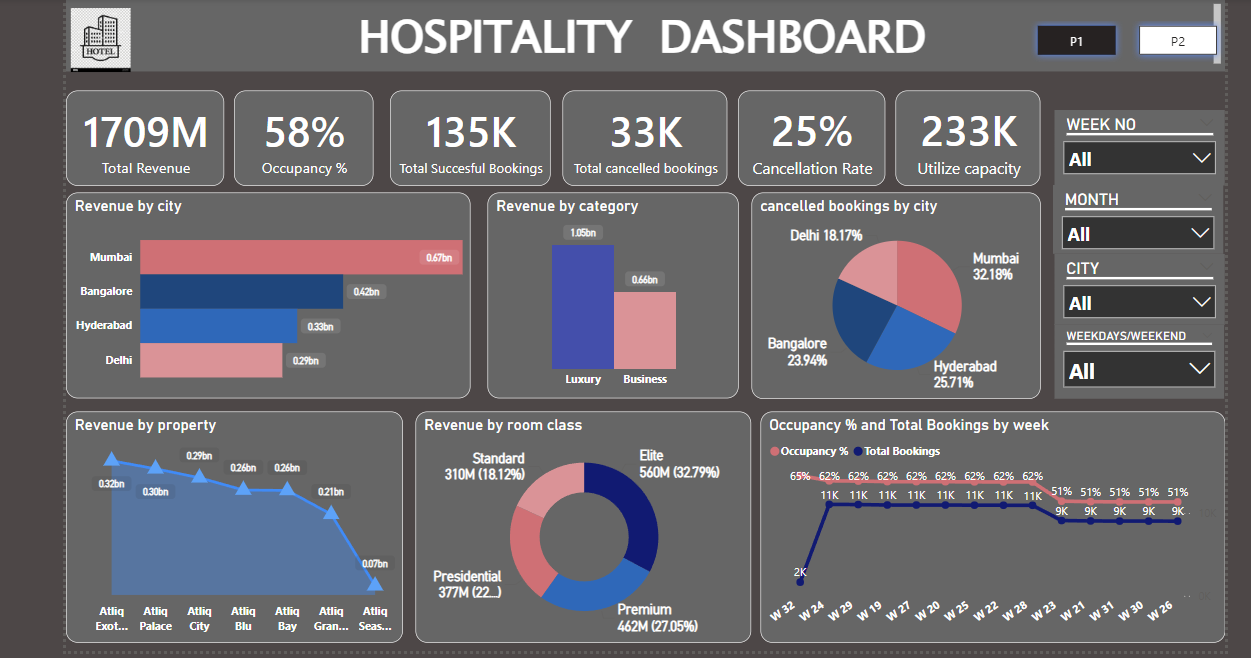 HOTEL
HOSPITALITY DASHBOARD
P1
P2
1709M
Total Revenue
58%
Occupancy %
135K
Total Succesful Bookings
33K
Total cancelled bookings
25%
Cancellation Rate
233K
Utilize capacity
WEEK NO
All
MONTH
All
CITY
All
WEEKDAYS/WEEKEND
All
Revenue by city
Mumbai
0.67bn
Bangalore
0.42bn
Hyderabad
0.33bn
Delhi
0.29bn
Revenue by category
1.05bn
0.66bn
Luxury
Business
cancelled bookings by city
Delhi 18.17%
Mumbai
32.18%
Bangalore
23.94%
Hyderabad
25.71%
Revenue by property
0.32bn
0.30bn
0.29bn
0.26bn
0.26bn
0.21bn
0.07bn
Atliq Exot...
Atliq Palace
Atliq City
Atliq Blu
Atliq Bay
Atliq Gran...
Atliq Seas...
Revenue by room class
Standard
310M (18.12%)
Elite
560M (32.79%)
Presidential
377M (22...)
Premium
462M (27.05%)
Occupancy % and Total Bookings by week
Occupancy % Total Bookings
65% 62% 62% 62% 62% 62% 62% 62% 62% 51% 51% 51% 51% 51%
2K 11K 11K 11K 11K 11K 11K 11K 11K 9K 9K 9K 9K 9K
W 32 W 24 W 29 W 19 W 27 W 20 W 25 W 22 W 28 W 23 W 21 W 31 W 30 W 26